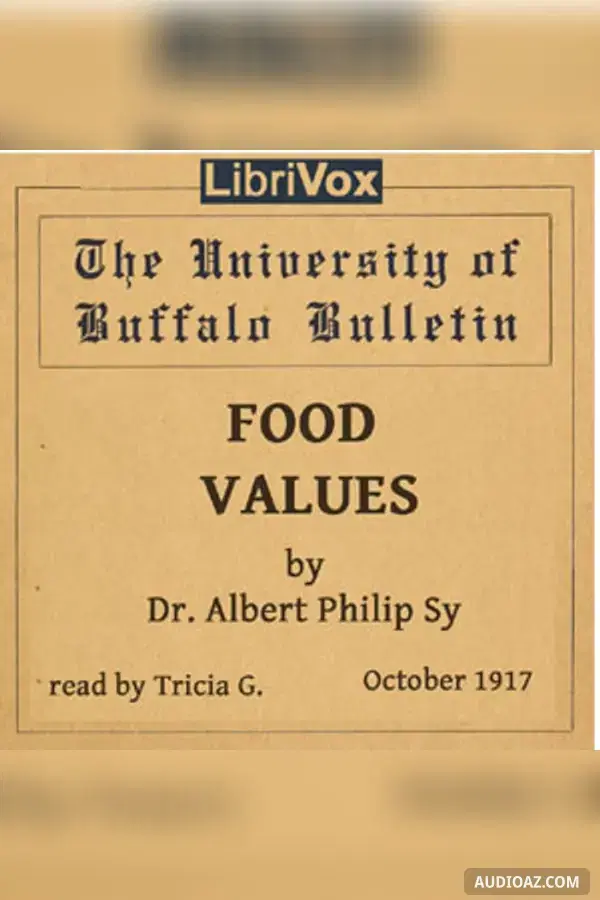 LibriVox
The University of
Buffalo Bulletin
FOOD
VALUES
by
Dr. Albert Philip Sy
read by Tricia G.
October 1917
AUDIOAZ.COM